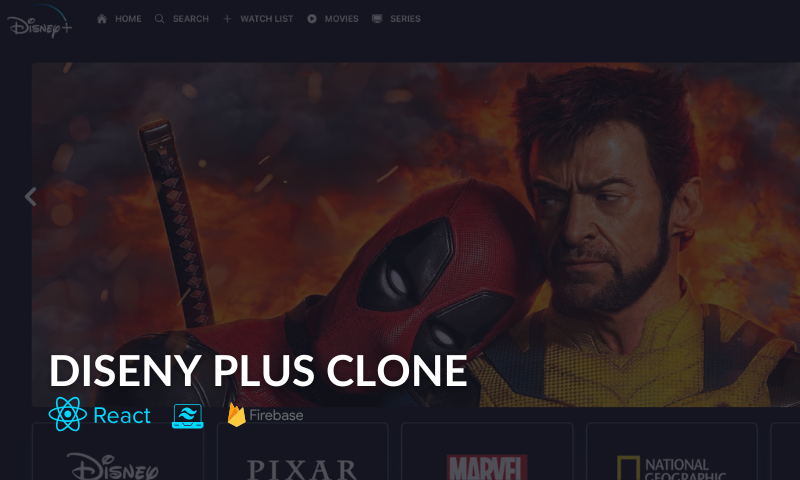 Disney+
HOME
SEARCH
WATCH LIST
MOVIES
SERIES
DISENY PLUS CLONE
React
Firebase
Disney
PIXAR
MARVEL
NATIONAL
GEOGRAPHIC